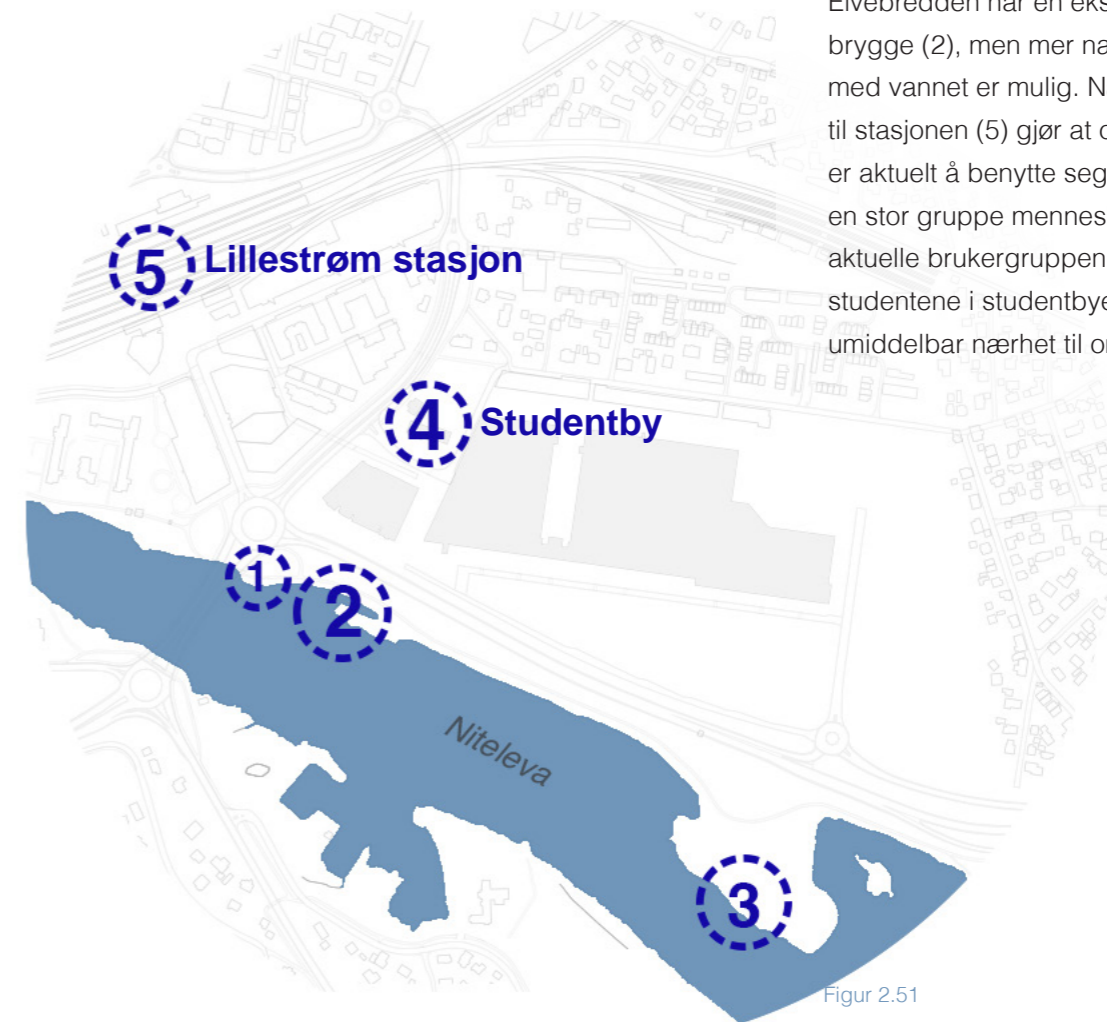 brygge (2), men mer na
med vannet er mulig. N
til stasjonen (5) gjør at
er aktuelt å benytte seg
en stor gruppe mennes
aktuelle brukergruppen
studentene i studentbye
umiddelbar nærhet til
5 Lillestrøm stasjon
4 Studentby
1
2
Niteleva
3
Figur 2.51